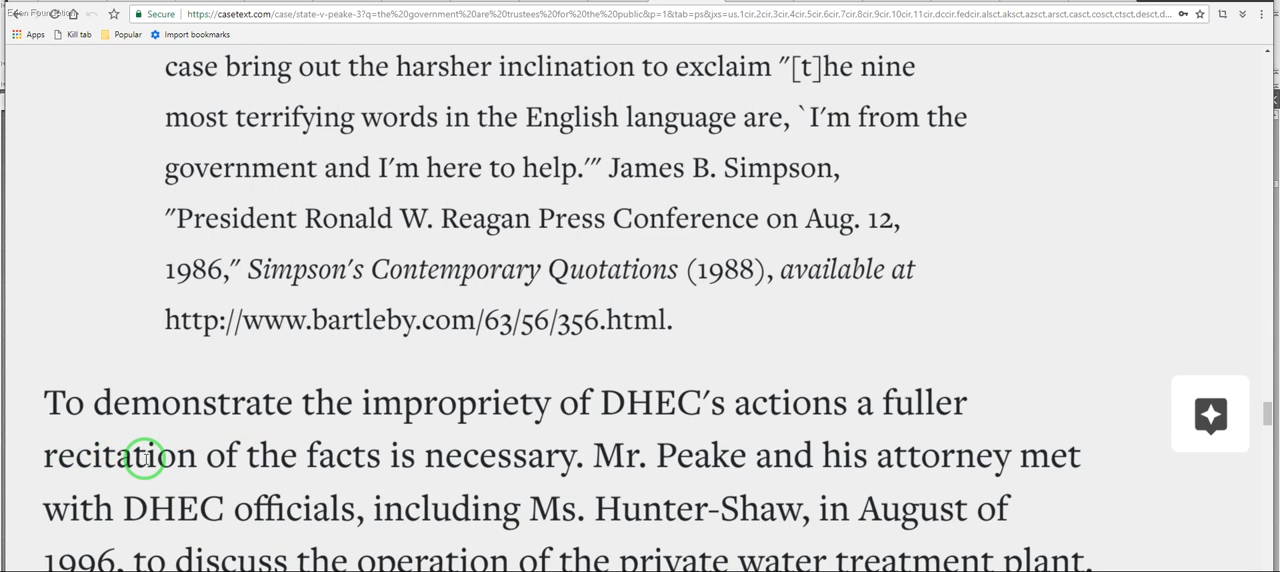 Secure https://casetext.com/case/state-v-peake-3?q=the%20government%20are%20trustees%20for%20the%20public&p=1&tab=ps&jxs=us,1cir,2cir,3cir,4cir,5cir,6cir,7cir,8cir,9cir,10cir,11cir,dccir,fedcir,alsct,aksct,azsct,arsct,casct,cosct,ctsct,desct,d...
Apps Kill tab Popular Import bookmarks
case bring out the harsher inclination to exclaim "[t]he nine
most terrifying words in the English language are, `I'm from the
government and I'm here to help.'" James B. Simpson,
"President Ronald W. Reagan Press Conference on Aug. 12,
1986," Simpson's Contemporary Quotations (1988), available at
http://www.bartleby.com/63/56/356.html.
To demonstrate the impropriety of DHEC's actions a fuller
recitation of the facts is necessary. Mr. Peake and his attorney met
with DHEC officials, including Ms. Hunter-Shaw, in August of
1996, to discuss the operation of the private water treatment plant.